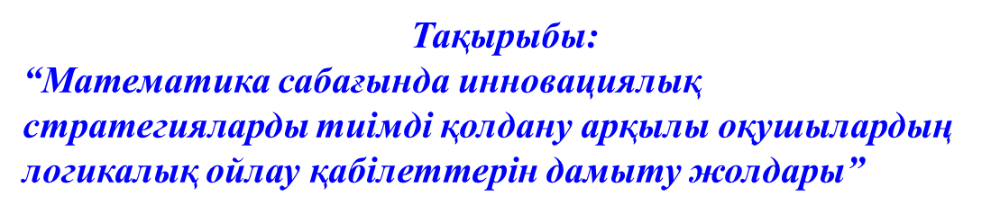 Тақырыбы:
“Математика сабағында инновациялық
стратегияларды тиімді қолдану арқылы оқушылардың
логикалық ойлау қабілеттерін дамыту жолдары”